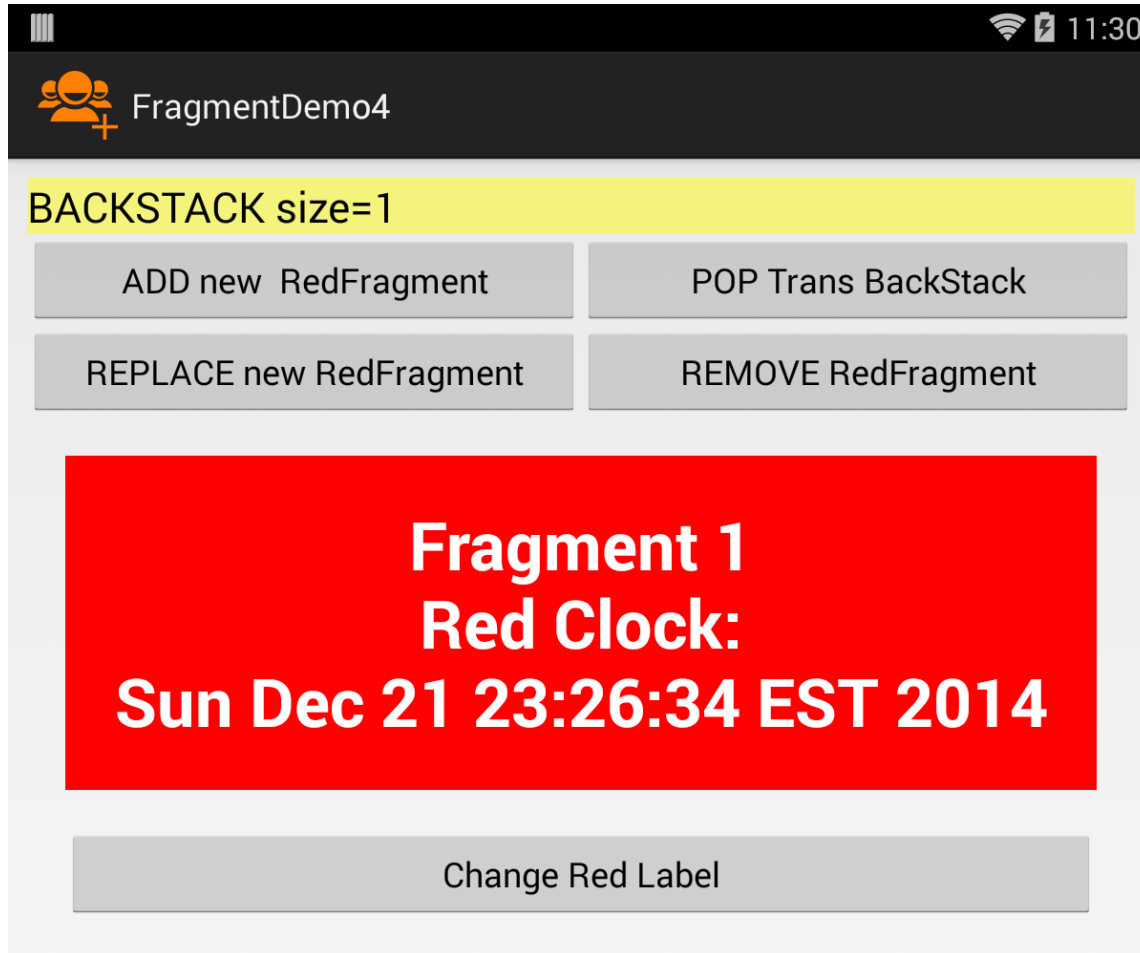 11:30
FragmentDemo4
BACKSTACK size=1
ADD new  RedFragment
POP Trans BackStack
REPLACE new RedFragment
REMOVE RedFragment
Fragment 1
Red Clock:
Sun Dec 21 23:26:34 EST 2014
Change Red Label